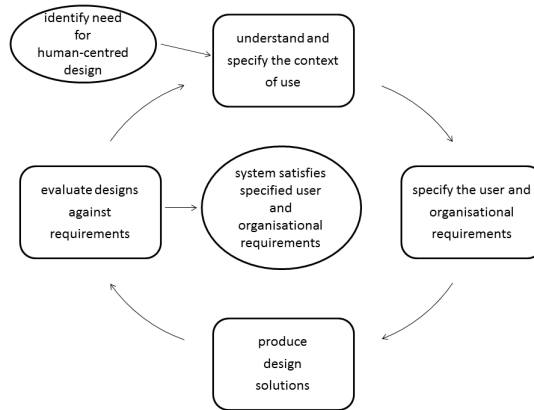 identify need
for
human-centred
design
understand and
specify the context
of use
evaluate designs
against
requirements
system satisfies
specified user
and
organisational
requirements
specify the user and
organisational
requirements
produce
design
solutions